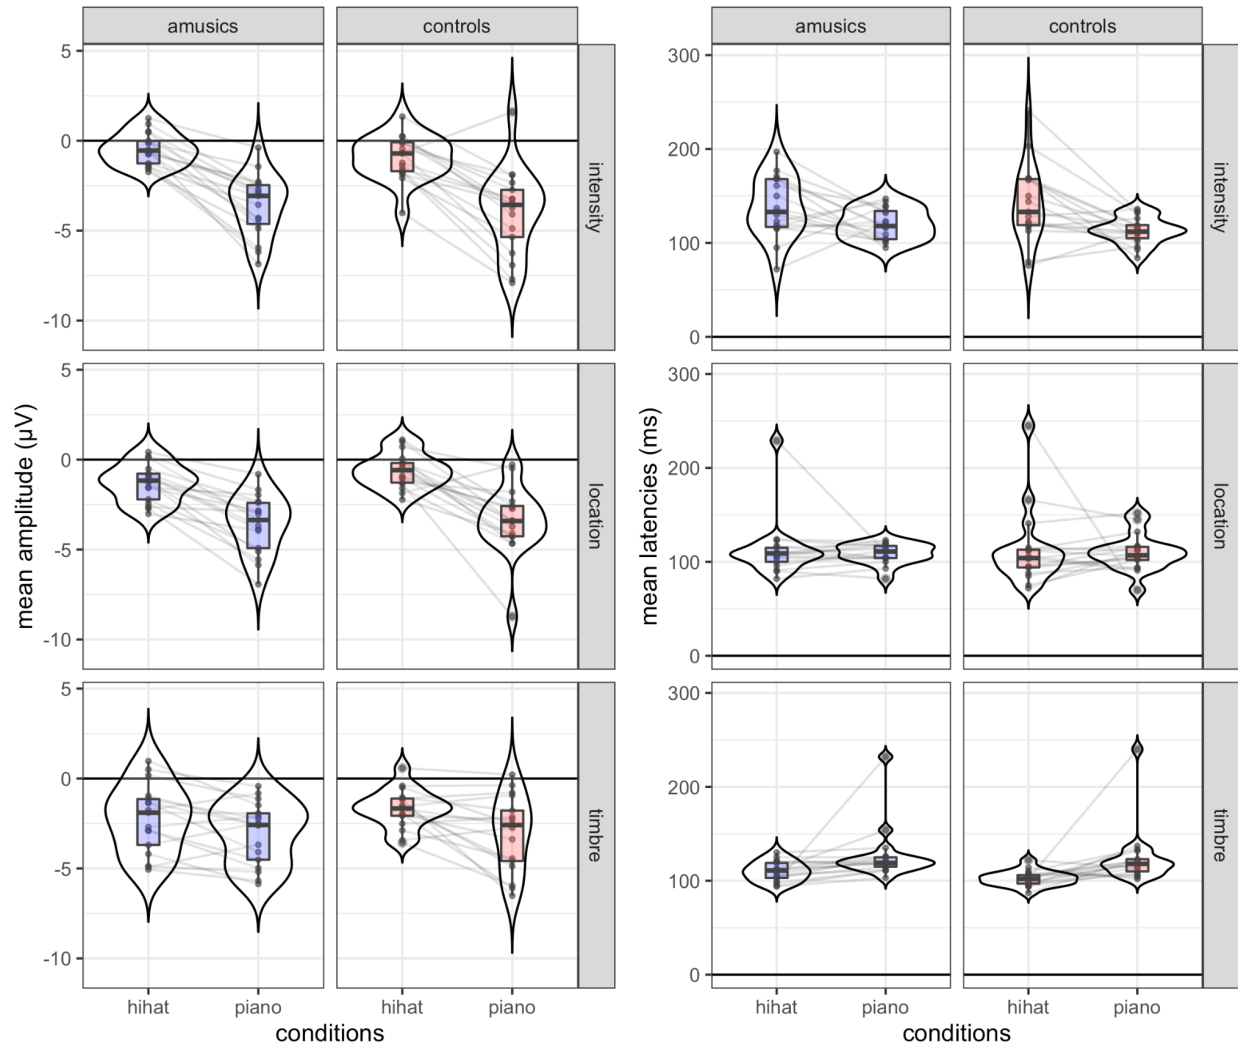 amusics
controls
5
0
-5
-10
intensity
5
0
-5
-10
location
5
0
-5
-10
timbre
mean amplitude (µV)
hihat
piano
hihat
piano
conditions
amusics
controls
300
200
100
0
intensity
300
200
100
0
location
300
200
100
0
timbre
mean latencies (ms)
hihat
piano
hihat
piano
conditions